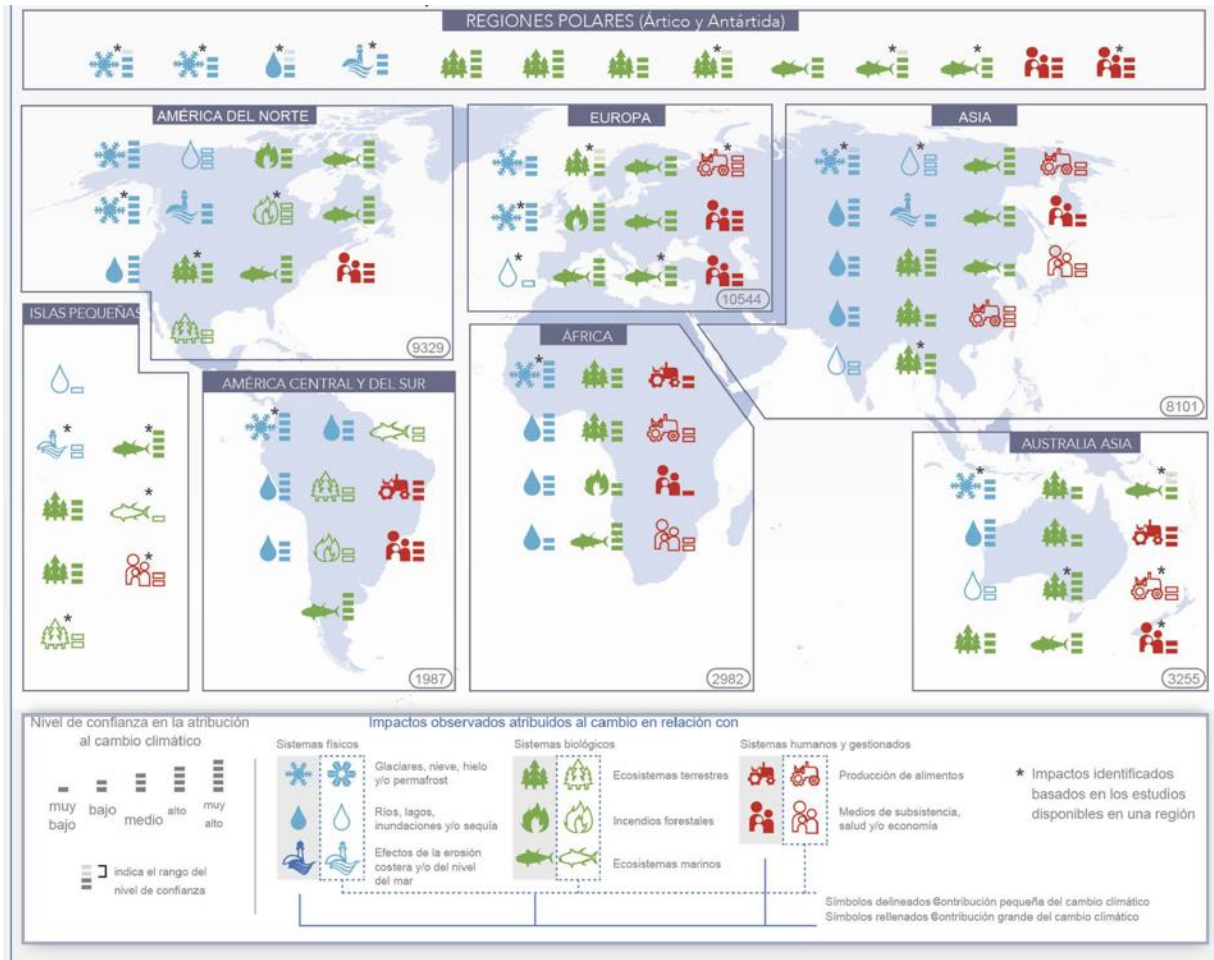 REGIONES POLARES (Ártico y Antártida)
AMÉRICA DEL NORTE
EUROPA
ASIA
10544
ISLAS PEQUEÑAS
9329
ÁFRICA
AMÉRICA CENTRAL Y DEL SUR
8101
AUSTRALIA ASIA
1987
2982
3255
Nivel de confianza en la atribución
al cambio climático
muy
bajo
bajo
medio
alto
muy
alto
indica el rango del
nivel de confianza
Impactos observados atribuidos al cambio en relación con
Sistemas físicos
Glaciares, nieve, hielo
y/o permafrost
Ríos, lagos,
inundaciones y/o sequía
Efectos de la erosión
costera y/o del nivel
del mar
Sistemas biológicos
Ecosistemas terrestres
Incendios forestales
Ecosistemas marinos
Sistemas humanos y gestionados
Producción de alimentos
Medios de subsistencia,
salud y/o economía
* Impactos identificados
basados en los estudios
disponibles en una región
Símbolos delineados Contribución pequeña del cambio climático
Símbolos rellenados Contribución grande del cambio climático